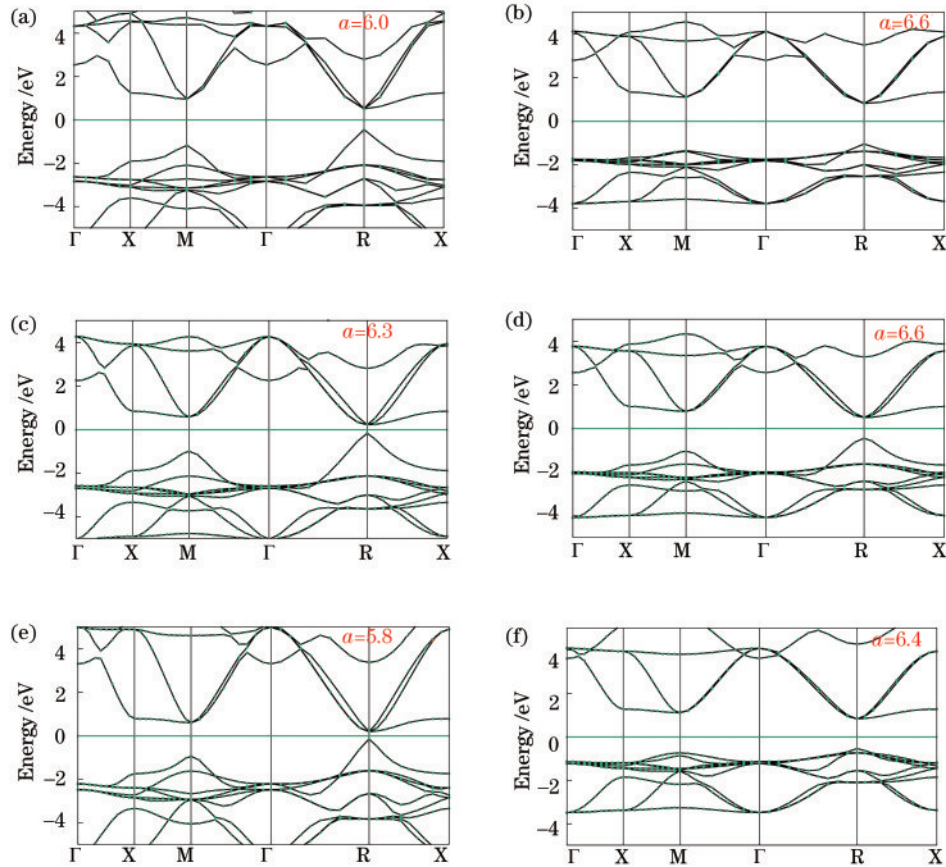 (a)
a=6.0
Energy /eV
4
2
0
−2
−4
Γ X M Γ R X
(b)
a=6.6
Energy /eV
4
2
0
−2
−4
Γ X M Γ R X
(c)
a=6.3
Energy /eV
4
2
0
−2
−4
Γ X M Γ R X
(d)
a=6.6
Energy /eV
4
2
0
−2
−4
Γ X M Γ R X
(e)
a=5.8
Energy /eV
4
2
0
−2
−4
Γ X M Γ R X
(f)
a=6.4
Energy /eV
4
2
0
−2
−4
Γ X M Γ R X